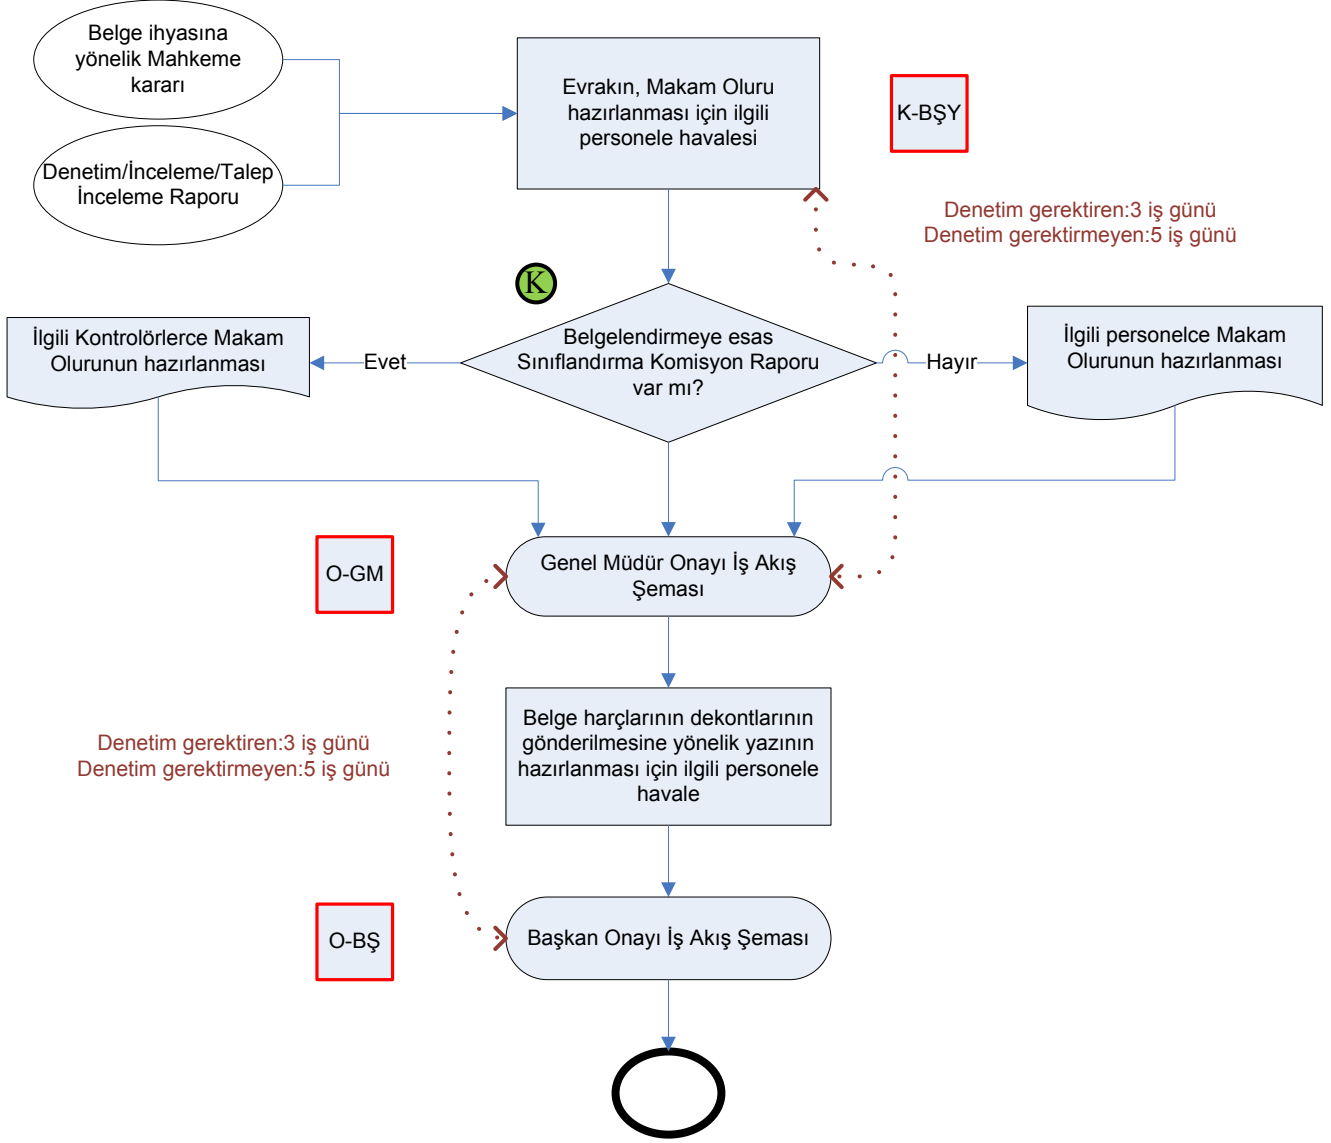 Belge ihyasına
yönelik Mahkeme
kararı
Denetim/İnceleme/Talep
İnceleme Raporu
Evrakın, Makam Oluru
hazırlanması için ilgili
personele havalesi
K-BŞY
Denetim gerektiren:3 iş günü
Denetim gerektirmeyen:5 iş günü
K
Belgelendirmeye esas
Sınıflandırma Komisyon Raporu
var mı?
Evet
Hayır
İlgili Kontrolörlerce Makam
Olurunun hazırlanması
İlgili personelce Makam
Olurunun hazırlanması
O-GM
Genel Müdür Onayı İş Akış
Şeması
Denetim gerektiren:3 iş günü
Denetim gerektirmeyen:5 iş günü
Belge harçlarının dekontlarının
gönderilmesine yönelik yazının
hazırlanması için ilgili personele
havale
O-BŞ
Başkan Onayı İş Akış Şeması